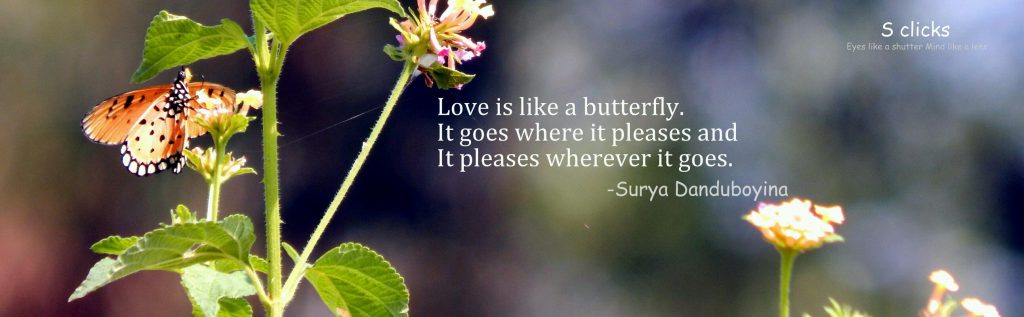 S clicks
Eyes like a shutter Mind like a lens
Love is like a butterfly.
It goes where it pleases and
It pleases wherever it goes.
-Surya Danduboyina